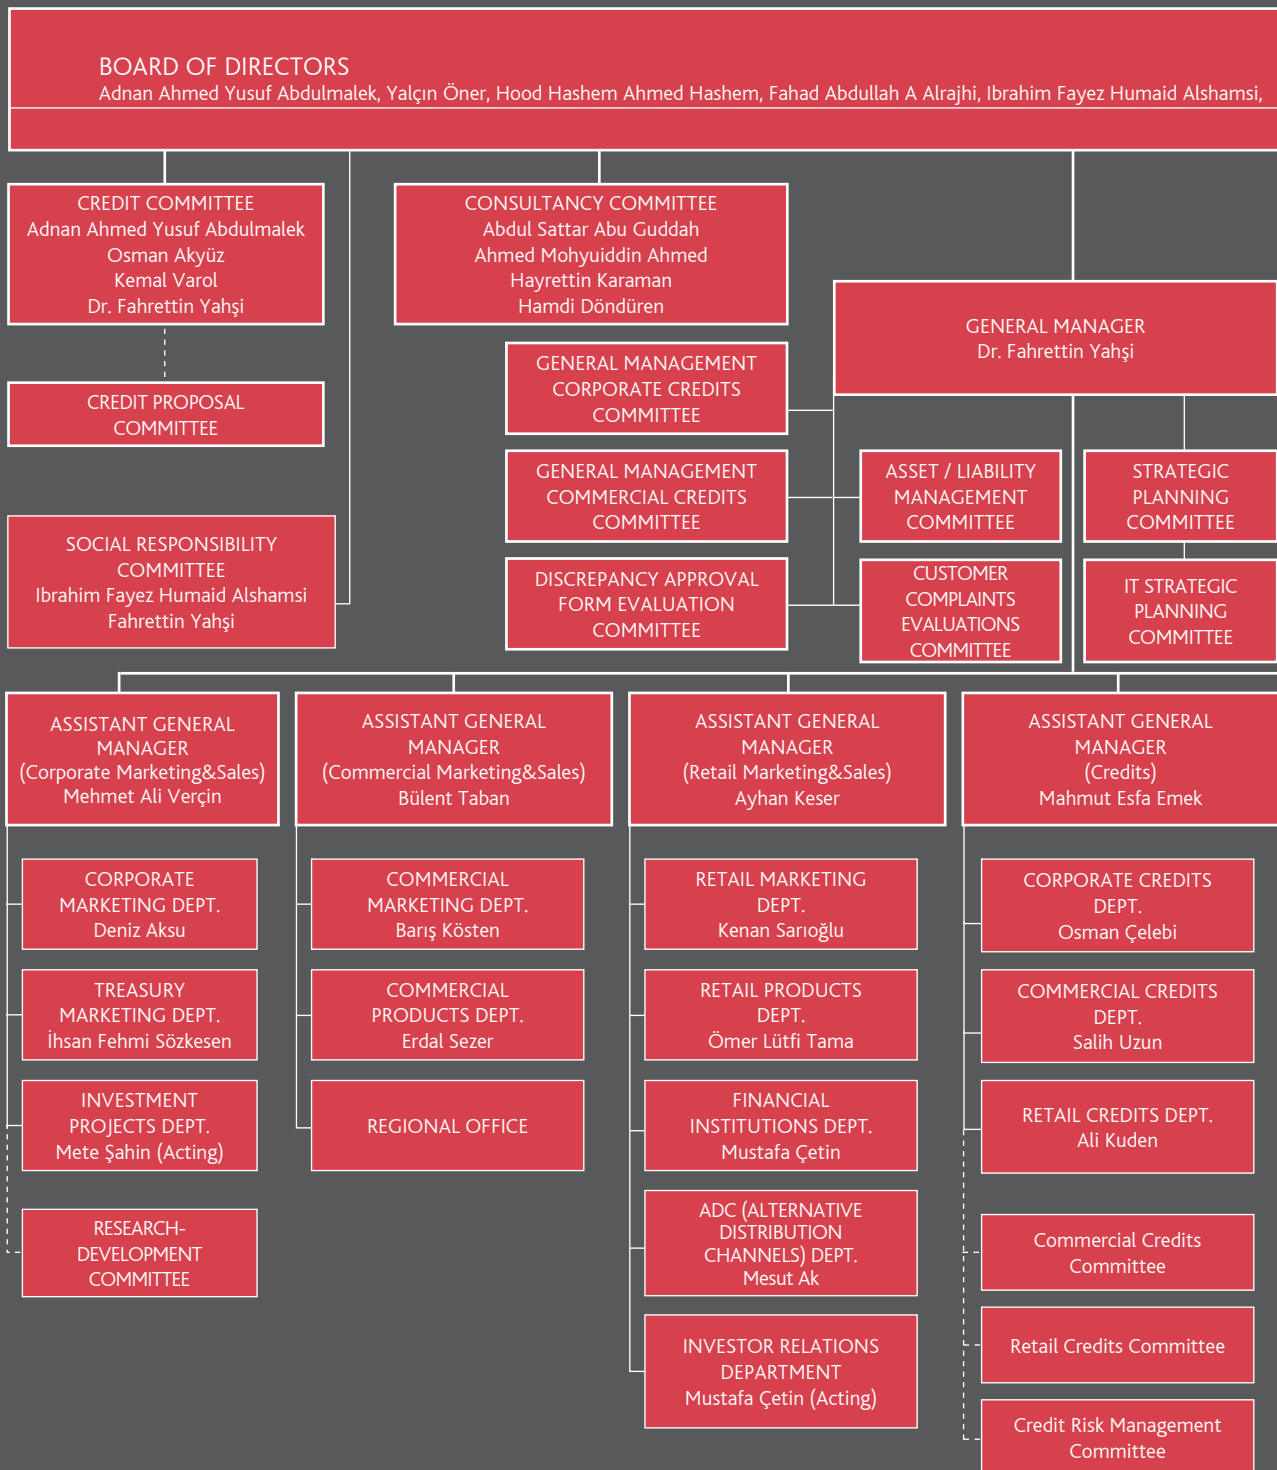 BOARD OF DIRECTORS
Adnan Ahmed Yusuf Abdulmalek, Yalçın Öner, Hood Hashem Ahmed Hashem, Fahad Abdullah A Alrajhi, Ibrahim Fayez Humaid Alshamsi,
CREDIT COMMITTEE
Adnan Ahmed Yusuf Abdulmalek
Osman Akyüz
Kemal Varol
Dr. Fahrettin Yahşi
CONSULTANCY COMMITTEE
Abdul Sattar Abu Guddah
Ahmed Mohyuiddin Ahmed
Hayrettin Karaman
Hamdi Döndüren
GENERAL MANAGER
Dr. Fahrettin Yahşi
CREDIT PROPOSAL
COMMITTEE
GENERAL MANAGEMENT
CORPORATE CREDITS
COMMITTEE
GENERAL MANAGEMENT
COMMERCIAL CREDITS
COMMITTEE
ASSET / LIABILITY
MANAGEMENT
COMMITTEE
STRATEGIC
PLANNING
COMMITTEE
SOCIAL RESPONSIBILITY
COMMITTEE
Ibrahim Fayez Humaid Alshamsi
Fahrettin Yahşi
DISCREPANCY APPROVAL
FORM EVALUATION
COMMITTEE
CUSTOMER
COMPLAINTS
EVALUATIONS
COMMITTEE
IT STRATEGIC
PLANNING
COMMITTEE
ASSISTANT GENERAL
MANAGER
(Corporate Marketing&Sales)
Mehmet Ali Verçin
CORPORATE
MARKETING DEPT.
Deniz Aksu
TREASURY
MARKETING DEPT.
İhsan Fehmi Sözkesen
INVESTMENT
PROJECTS DEPT.
Mete Şahin (Acting)
RESEARCH-
DEVELOPMENT
COMMITTEE
ASSISTANT GENERAL
MANAGER
(Commercial Marketing&Sales)
Bülent Taban
COMMERCIAL
MARKETING DEPT.
Barış Kösten
COMMERCIAL
PRODUCTS DEPT.
Erdal Sezer
REGIONAL OFFICE
ASSISTANT GENERAL
MANAGER
(Retail Marketing&Sales)
Ayhan Keser
RETAIL MARKETING
DEPT.
Kenan Sarıoğlu
RETAIL PRODUCTS
DEPT.
Ömer Lütfi Tama
FINANCIAL
INSTITUTIONS DEPT.
Mustafa Çetin
ADC (ALTERNATIVE
DISTRIBUTION
CHANNELS) DEPT.
Mesut Ak
INVESTOR RELATIONS
DEPARTMENT
Mustafa Çetin (Acting)
ASSISTANT GENERAL
MANAGER
(Credits)
Mahmut Esfa Emek
CORPORATE CREDITS
DEPT.
Osman Çelebi
COMMERCIAL CREDITS
DEPT.
Salih Uzun
RETAIL CREDITS DEPT.
Ali Kuden
Commercial Credits
Committee
Retail Credits Committee
Credit Risk Management
Committee